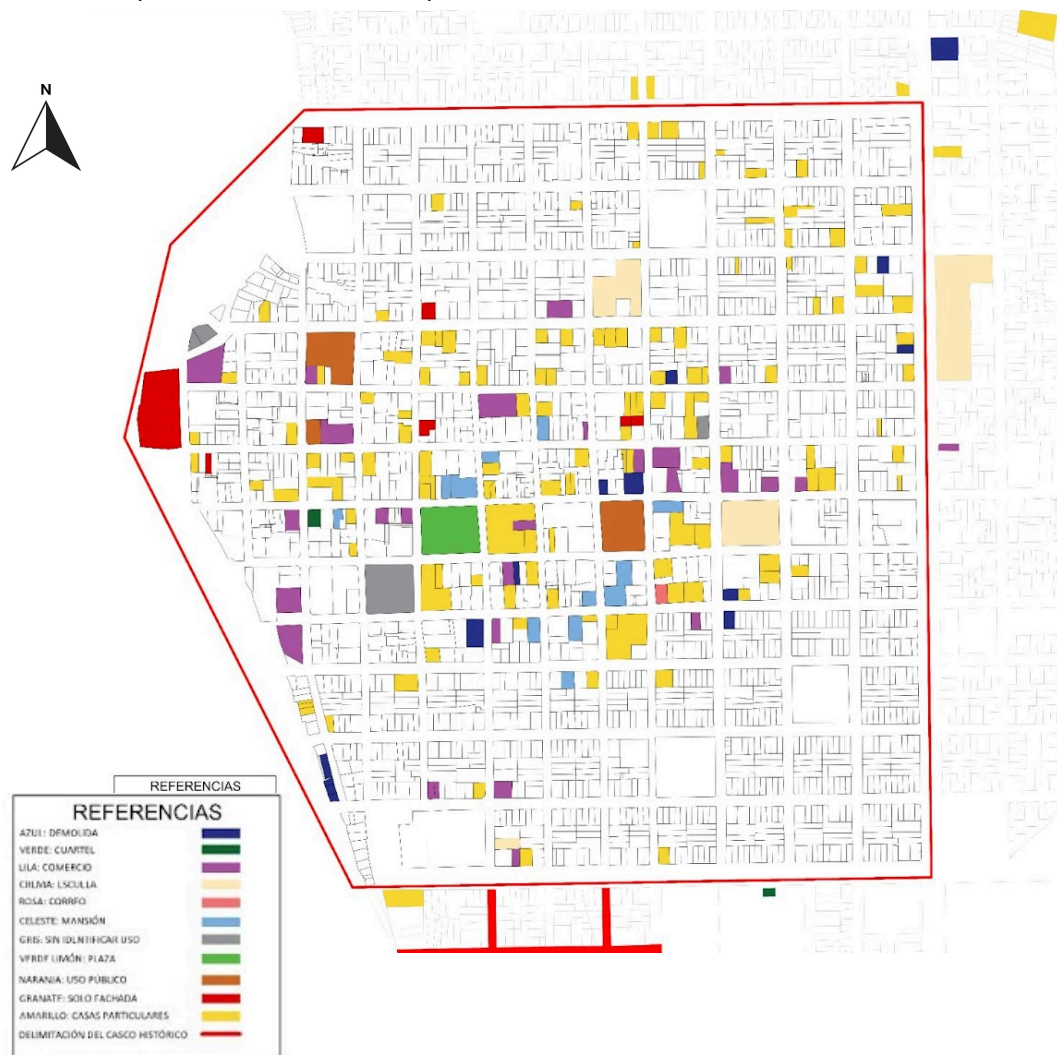 N
REFERENCIAS
REFERENCIAS
AZUL: DEMOLIDA
VERDE: CUARTEL
LILA: COMERCIO
CREMA: ESCUELA
ROSA: CORREO
CELESTE: MANSIÓN
GRIS: SIN IDENTIFICAR USO
VERDE LIMÓN: PLAZA
NARANJA: USO PÚBLICO
GRANATE: SOLO FACHADA
AMARILLO: CASAS PARTICULARES
DELIMITACIÓN DEL CASCO HISTÓRICO